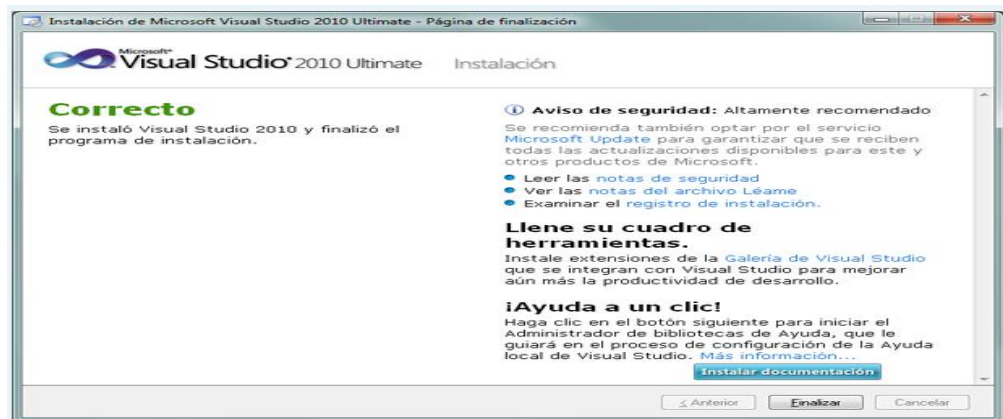 Instalación de Microsoft Visual Studio 2010 Ultimate - Página de finalización
Microsoft®
Visual Studio® 2010 Ultimate Instalación
Correcto
Se instaló Visual Studio 2010 y finalizó el
programa de instalación.
Aviso de seguridad: Altamente recomendado
Se recomienda también optar por el servicio
Microsoft Update para garantizar que se reciben
todas las actualizaciones disponibles para este y
otros productos de Microsoft.
Leer las notas de seguridad
Ver las notas del archivo Léame
Examinar el registro de instalación.
Llene su cuadro de
herramientas.
Instale extensiones de la Galería de Visual Studio
que se integran con Visual Studio para mejorar
aún más la productividad de desarrollo.
¡Ayuda a un clic!
Haga clic en el botón siguiente para iniciar el
Administrador de bibliotecas de Ayuda, que le
guiará en el proceso de configuración de la Ayuda
local de Visual Studio. Más información...
Instalar documentación
< Anterior Finalizar Cancelar